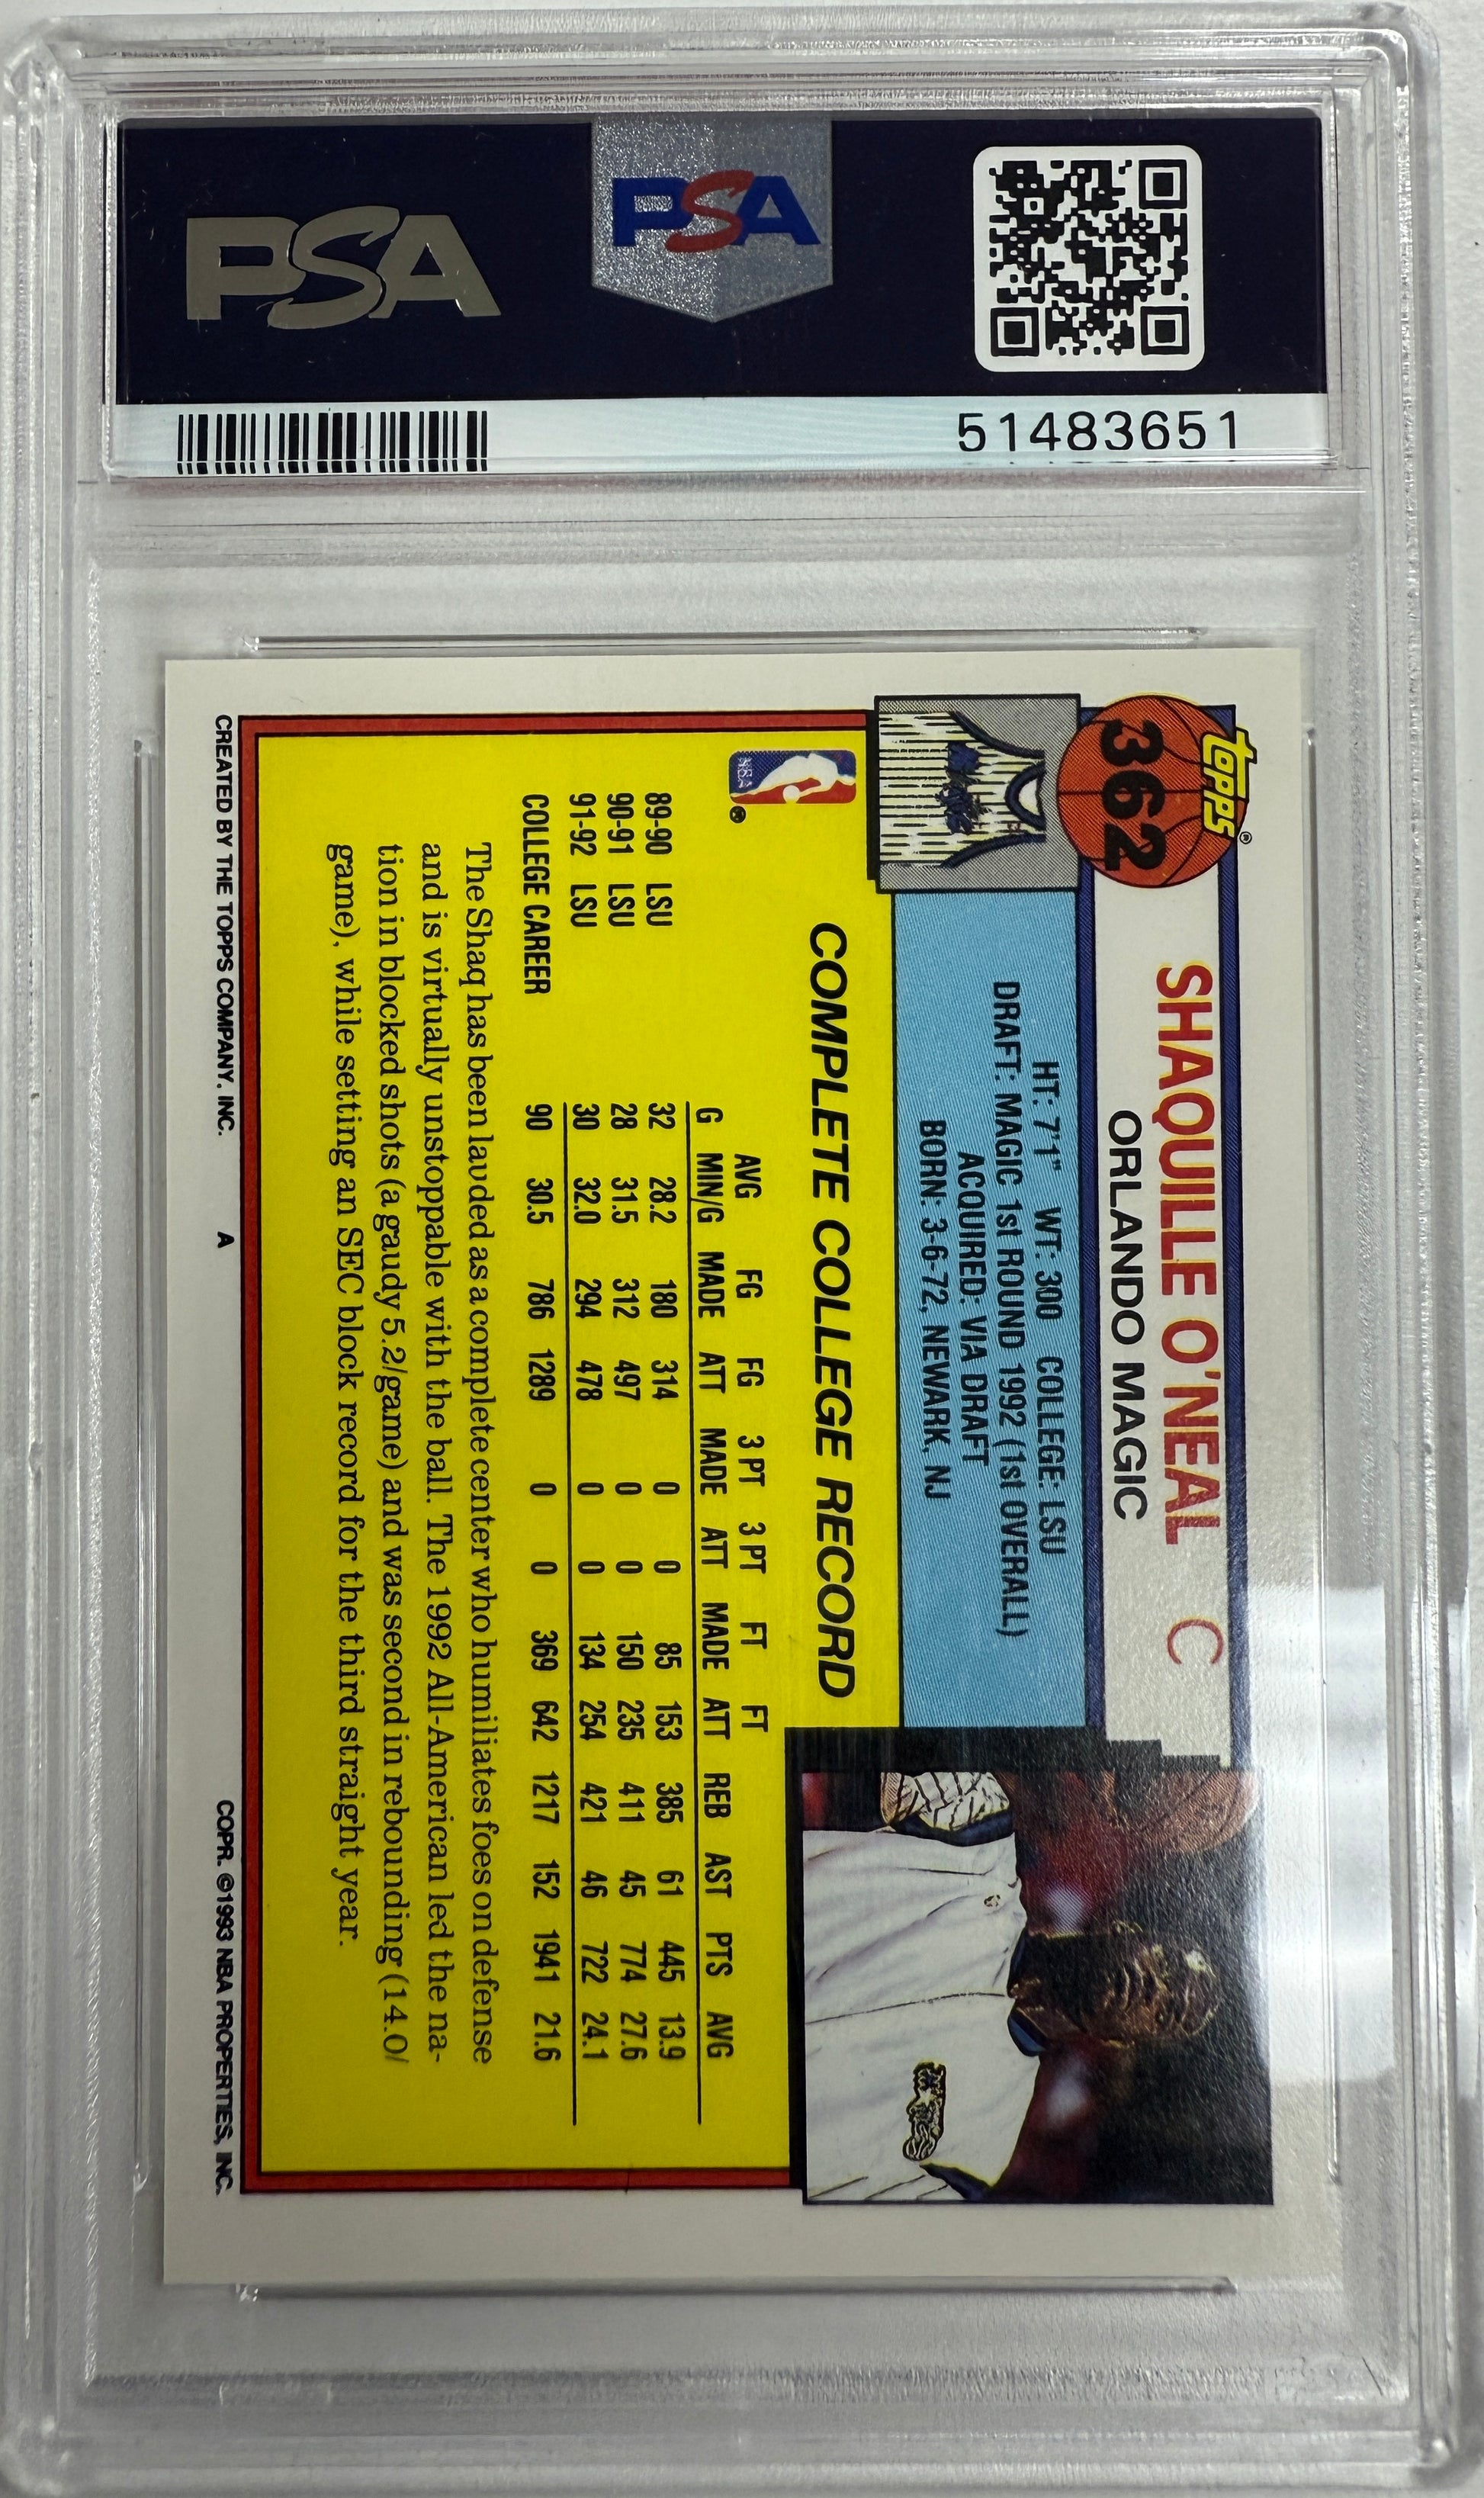 PSA
PSA
51483651
topps®
362
SHAQUILLE O'NEAL C
ORLANDO MAGIC
HT: 7'1" WT: 300 COLLEGE: LSU
DRAFT: MAGIC 1st ROUND 1992 (1st OVERALL)
ACQUIRED: VIA DRAFT
BORN: 3-6-72, NEWARK, NJ
COMPLETE COLLEGE RECORD
NBA ®
AVG FG FG 3 PT 3 PT FT FT
G MIN/G MADE ATT MADE ATT MADE ATT REB AST PTS AVG
89-90 LSU 32 28.2 180 314 0 0 85 153 385 61 445 13.9
90-91 LSU 28 31.5 312 497 0 0 150 235 411 45 774 27.6
91-92 LSU 30 32.0 294 478 0 0 134 254 421 46 722 24.1
COLLEGE CAREER 90 30.5 786 1289 0 0 369 642 1217 152 1941 21.6
The Shaq has been lauded as a complete center who humiliates foes on defense
and is virtually unstoppable with the ball. The 1992 All-American led the na-
tion in blocked shots (a gaudy 5.2/game) and was second in rebounding (14.0/
game), while setting an SEC block record for the third straight year.
CREATED BY THE TOPPS COMPANY, INC. A COPR. ©1993 NBA PROPERTIES, INC.